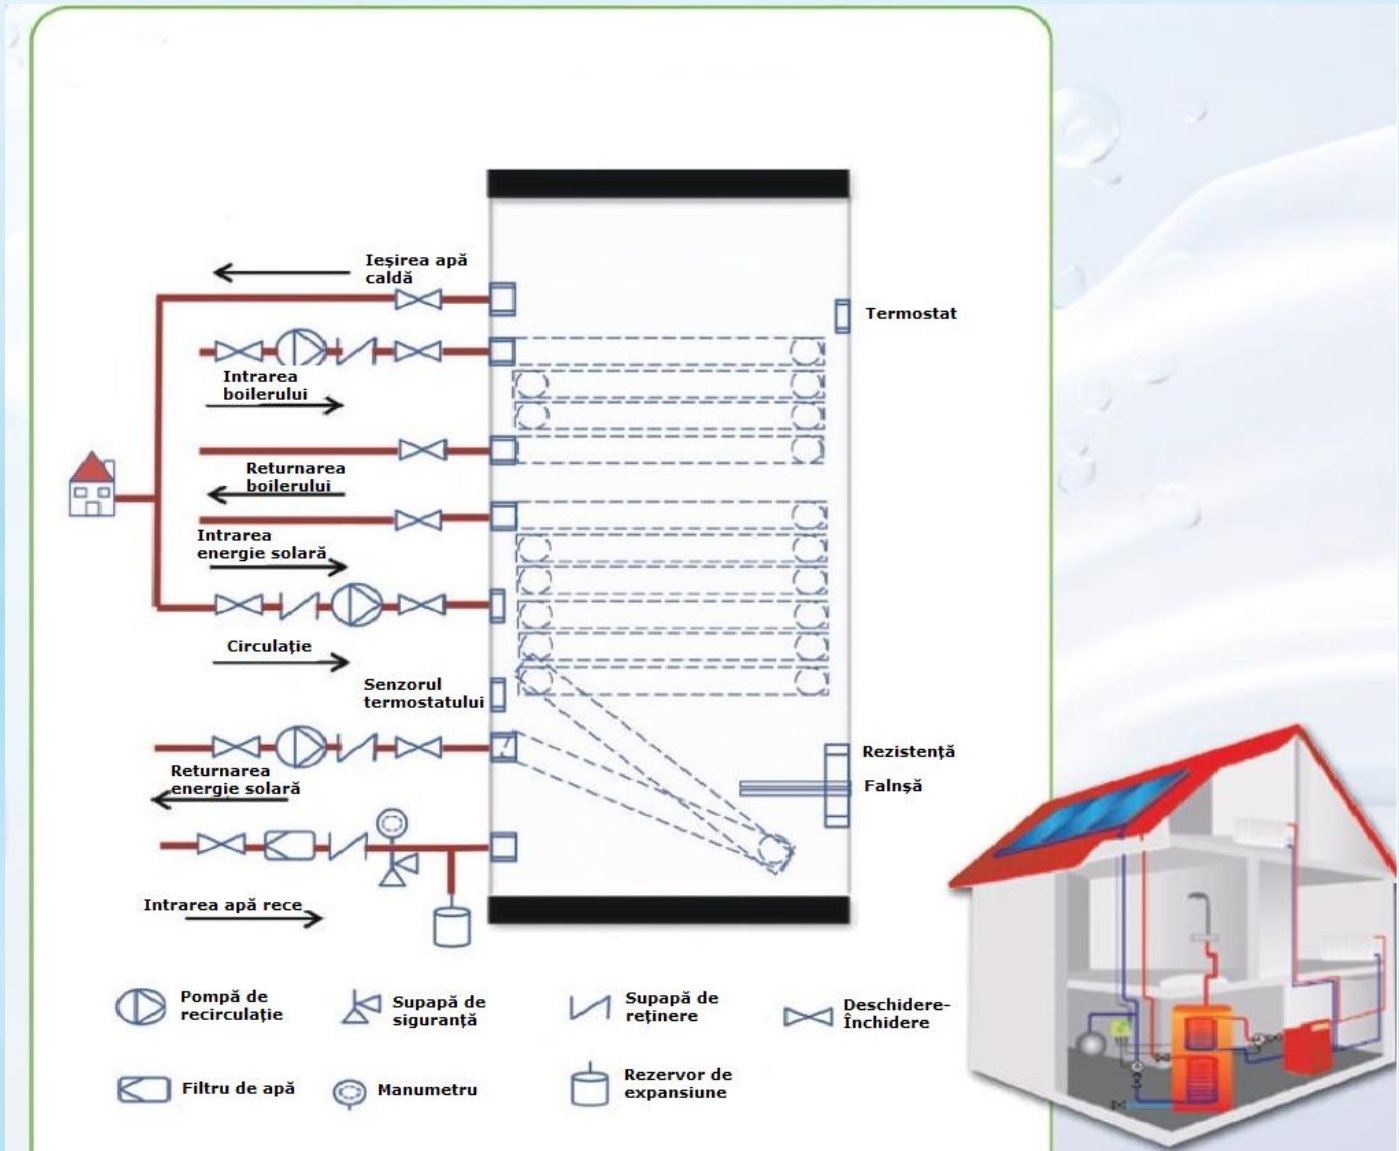 Ieşirea apă
caldă
Termostat
Intrarea
boilerului
Returnarea
boilerului
Intrarea
energie solară
Circulaţie
Senzorul
termostatului
Rezistenţă
Falnşă
Returnarea
energie solară
Intrarea apă rece
Pompă de
recirculaţie
Supapă de
siguranţă
Supapă de
reţinere
Deschidere-
Închidere
Filtru de apă
Manumetru
Rezervor de
expansiune